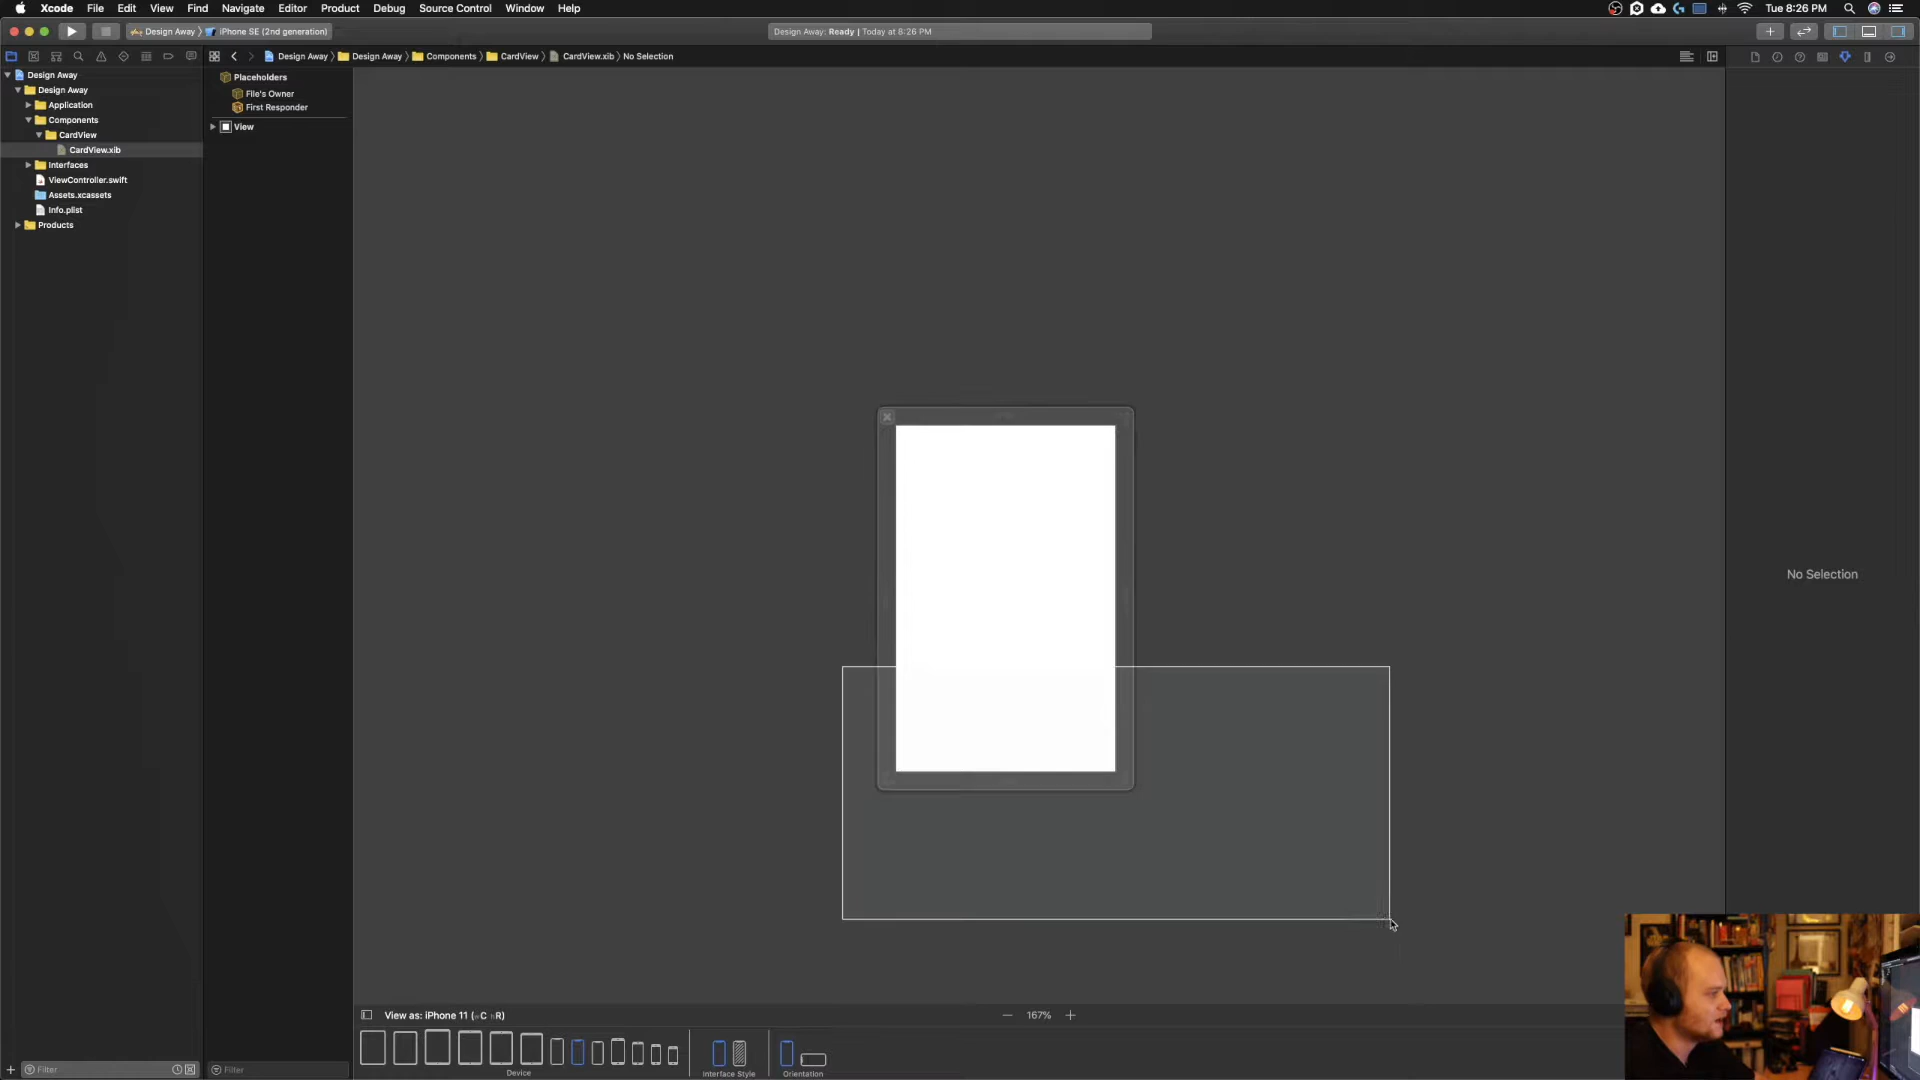 Xcode File Edit View Find Navigate Editor Product Debug Source Control Window Help Tue 8:26 PM
Design Away iPhone SE (2nd generation) Design Away: Ready | Today at 8:26 PM
Design Away Design Away Components CardView CardView.xib No Selection
Design Away
Design Away
Application
Components
CardView
CardView.xib
Interfaces
ViewController.swift
Assets.xcassets
Info.plist
Products
Placeholders
File's Owner
First Responder
View
No Selection
View as: iPhone 11 (wC hR) 167%
Device Interface Style Orientation
Filter Filter